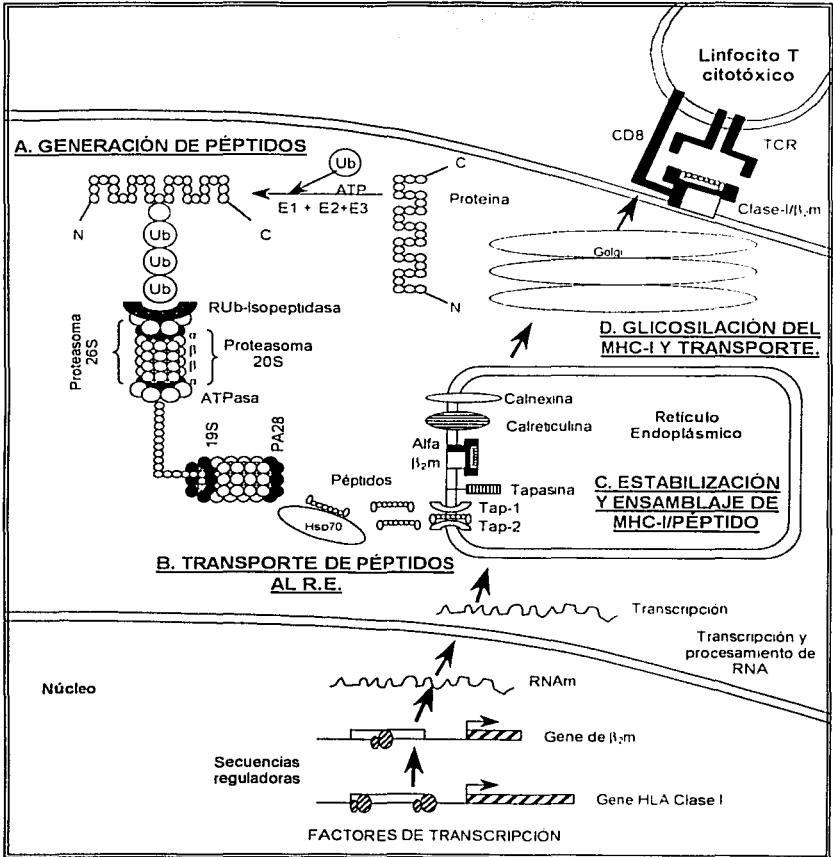 Linfocito T
citotóxico
CD8
TCR
Clase-I/β₂m
A. GENERACIÓN DE PÉPTIDOS
Ub
ATP
E1 + E2+E3
C
Proteína
N
N
C
Ub
Ub
Ub
RUb-Isopeptidasa
Proteasoma
26S
α
β
β
α
Proteasoma
20S
ATPasa
19S
PA28
Golgi
D. GLICOSILACIÓN DEL
MHC-I Y TRANSPORTE.
Calnexina
Calreticulina
Alfa
β₂m
Tapasina
Tap-1
Tap-2
Retículo
Endoplásmico
C. ESTABILIZACIÓN
Y ENSAMBLAJE DE
MHC-I/PÉPTIDO
Péptidos
Hsp70
B. TRANSPORTE DE PÉPTIDOS
AL R.E.
Transcripción
Transcripción y
procesamiento de
RNA
Núcleo
RNAm
Gene de β₂m
Secuencias
reguladoras
Gene HLA Clase I
FACTORES DE TRANSCRIPCIÓN